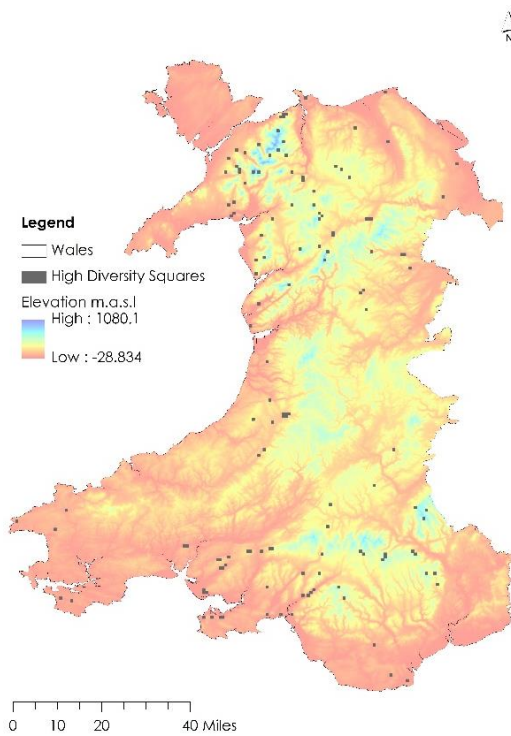 N
Legend
Wales
High Diversity Squares
Elevation m.a.s.l
High : 1080.1
Low : -28.834
0 10 20 40 Miles